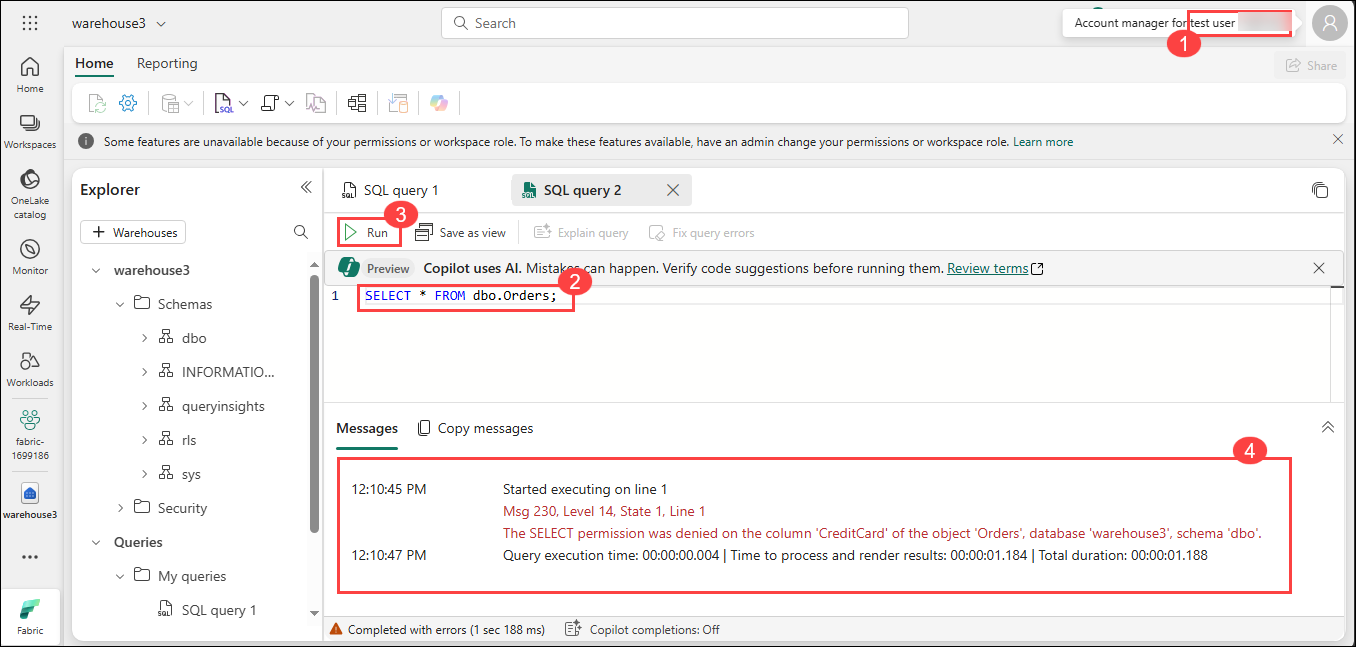 warehouse3
Search
Account manager for test user
1
Home
Reporting
Share
SQL
Some features are unavailable because of your permissions or workspace role. To make these features available, have an admin change your permissions or workspace role. Learn more
Home
Workspaces
OneLake
catalog
Monitor
Real-Time
Workloads
fabric-
1699186
warehouse3
Fabric
Explorer
Warehouses
warehouse3
Schemas
dbo
INFORMATIO...
queryinsights
rls
sys
Security
Queries
My queries
SQL query 1
SQL query 1
SQL query 2
3
Run
Save as view
Explain query
Fix query errors
Preview
Copilot uses AI. Mistakes can happen. Verify code suggestions before running them. Review terms
2
1
SELECT * FROM dbo.Orders;
Messages
Copy messages
4
12:10:45 PM Started executing on line 1
Msg 230, Level 14, State 1, Line 1
The SELECT permission was denied on the column 'CreditCard' of the object 'Orders', database 'warehouse3', schema 'dbo'.
12:10:47 PM Query execution time: 00:00:00.004 | Time to process and render results: 00:00:01.184 | Total duration: 00:00:01.188
Completed with errors (1 sec 188 ms)
Copilot completions: Off